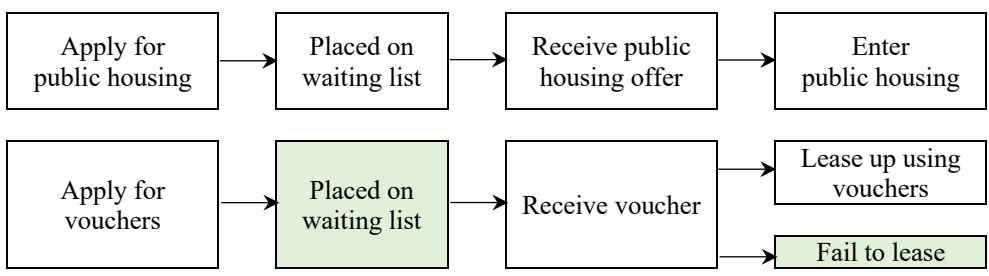 Apply for
public housing
Placed on
waiting list
Receive public
housing offer
Enter
public housing
Apply for
vouchers
Placed on
waiting list
Receive voucher
Lease up using
vouchers
Fail to lease